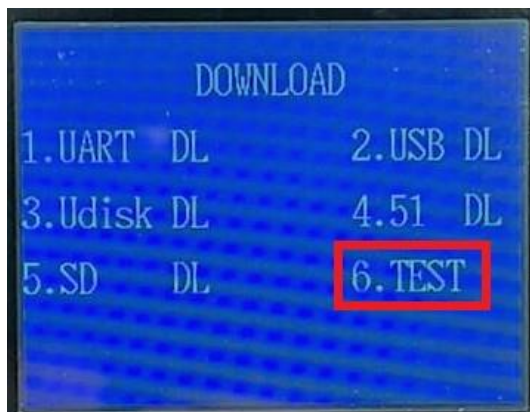 DOWNLOAD
1.UART DL 2.USB DL
3.Udisk DL 4.51 DL
5.SD DL 6.TEST